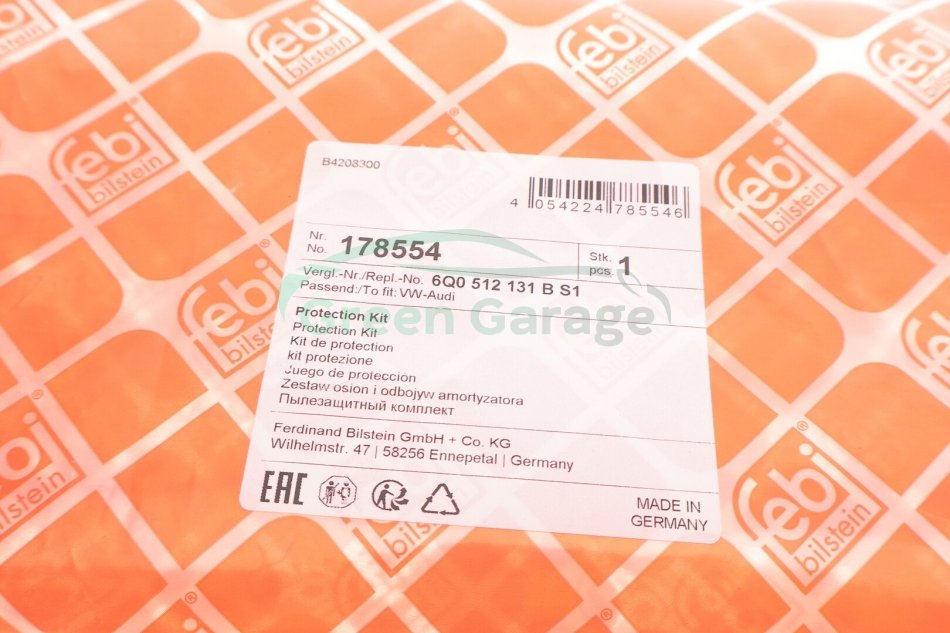 febi
bilstein
B4208300
4 054224 785546
Nr.
No. 178554
Stk.
pcs. 1
Vergl.-Nr./Repl.-No. 6Q0 512 131 B S1
Passend:/To fit: VW-Audi
Green Garage
Protection Kit
Protection Kit
Kit de protection
kit protezione
Juego de protección
Zestaw osion i odbojyw amortyzatora
Пылезащитный комплект
Ferdinand Bilstein GmbH + Co. KG
Wilhelmstr. 47 | 58256 Ennepetal | Germany
EAC
MADE IN
GERMANY